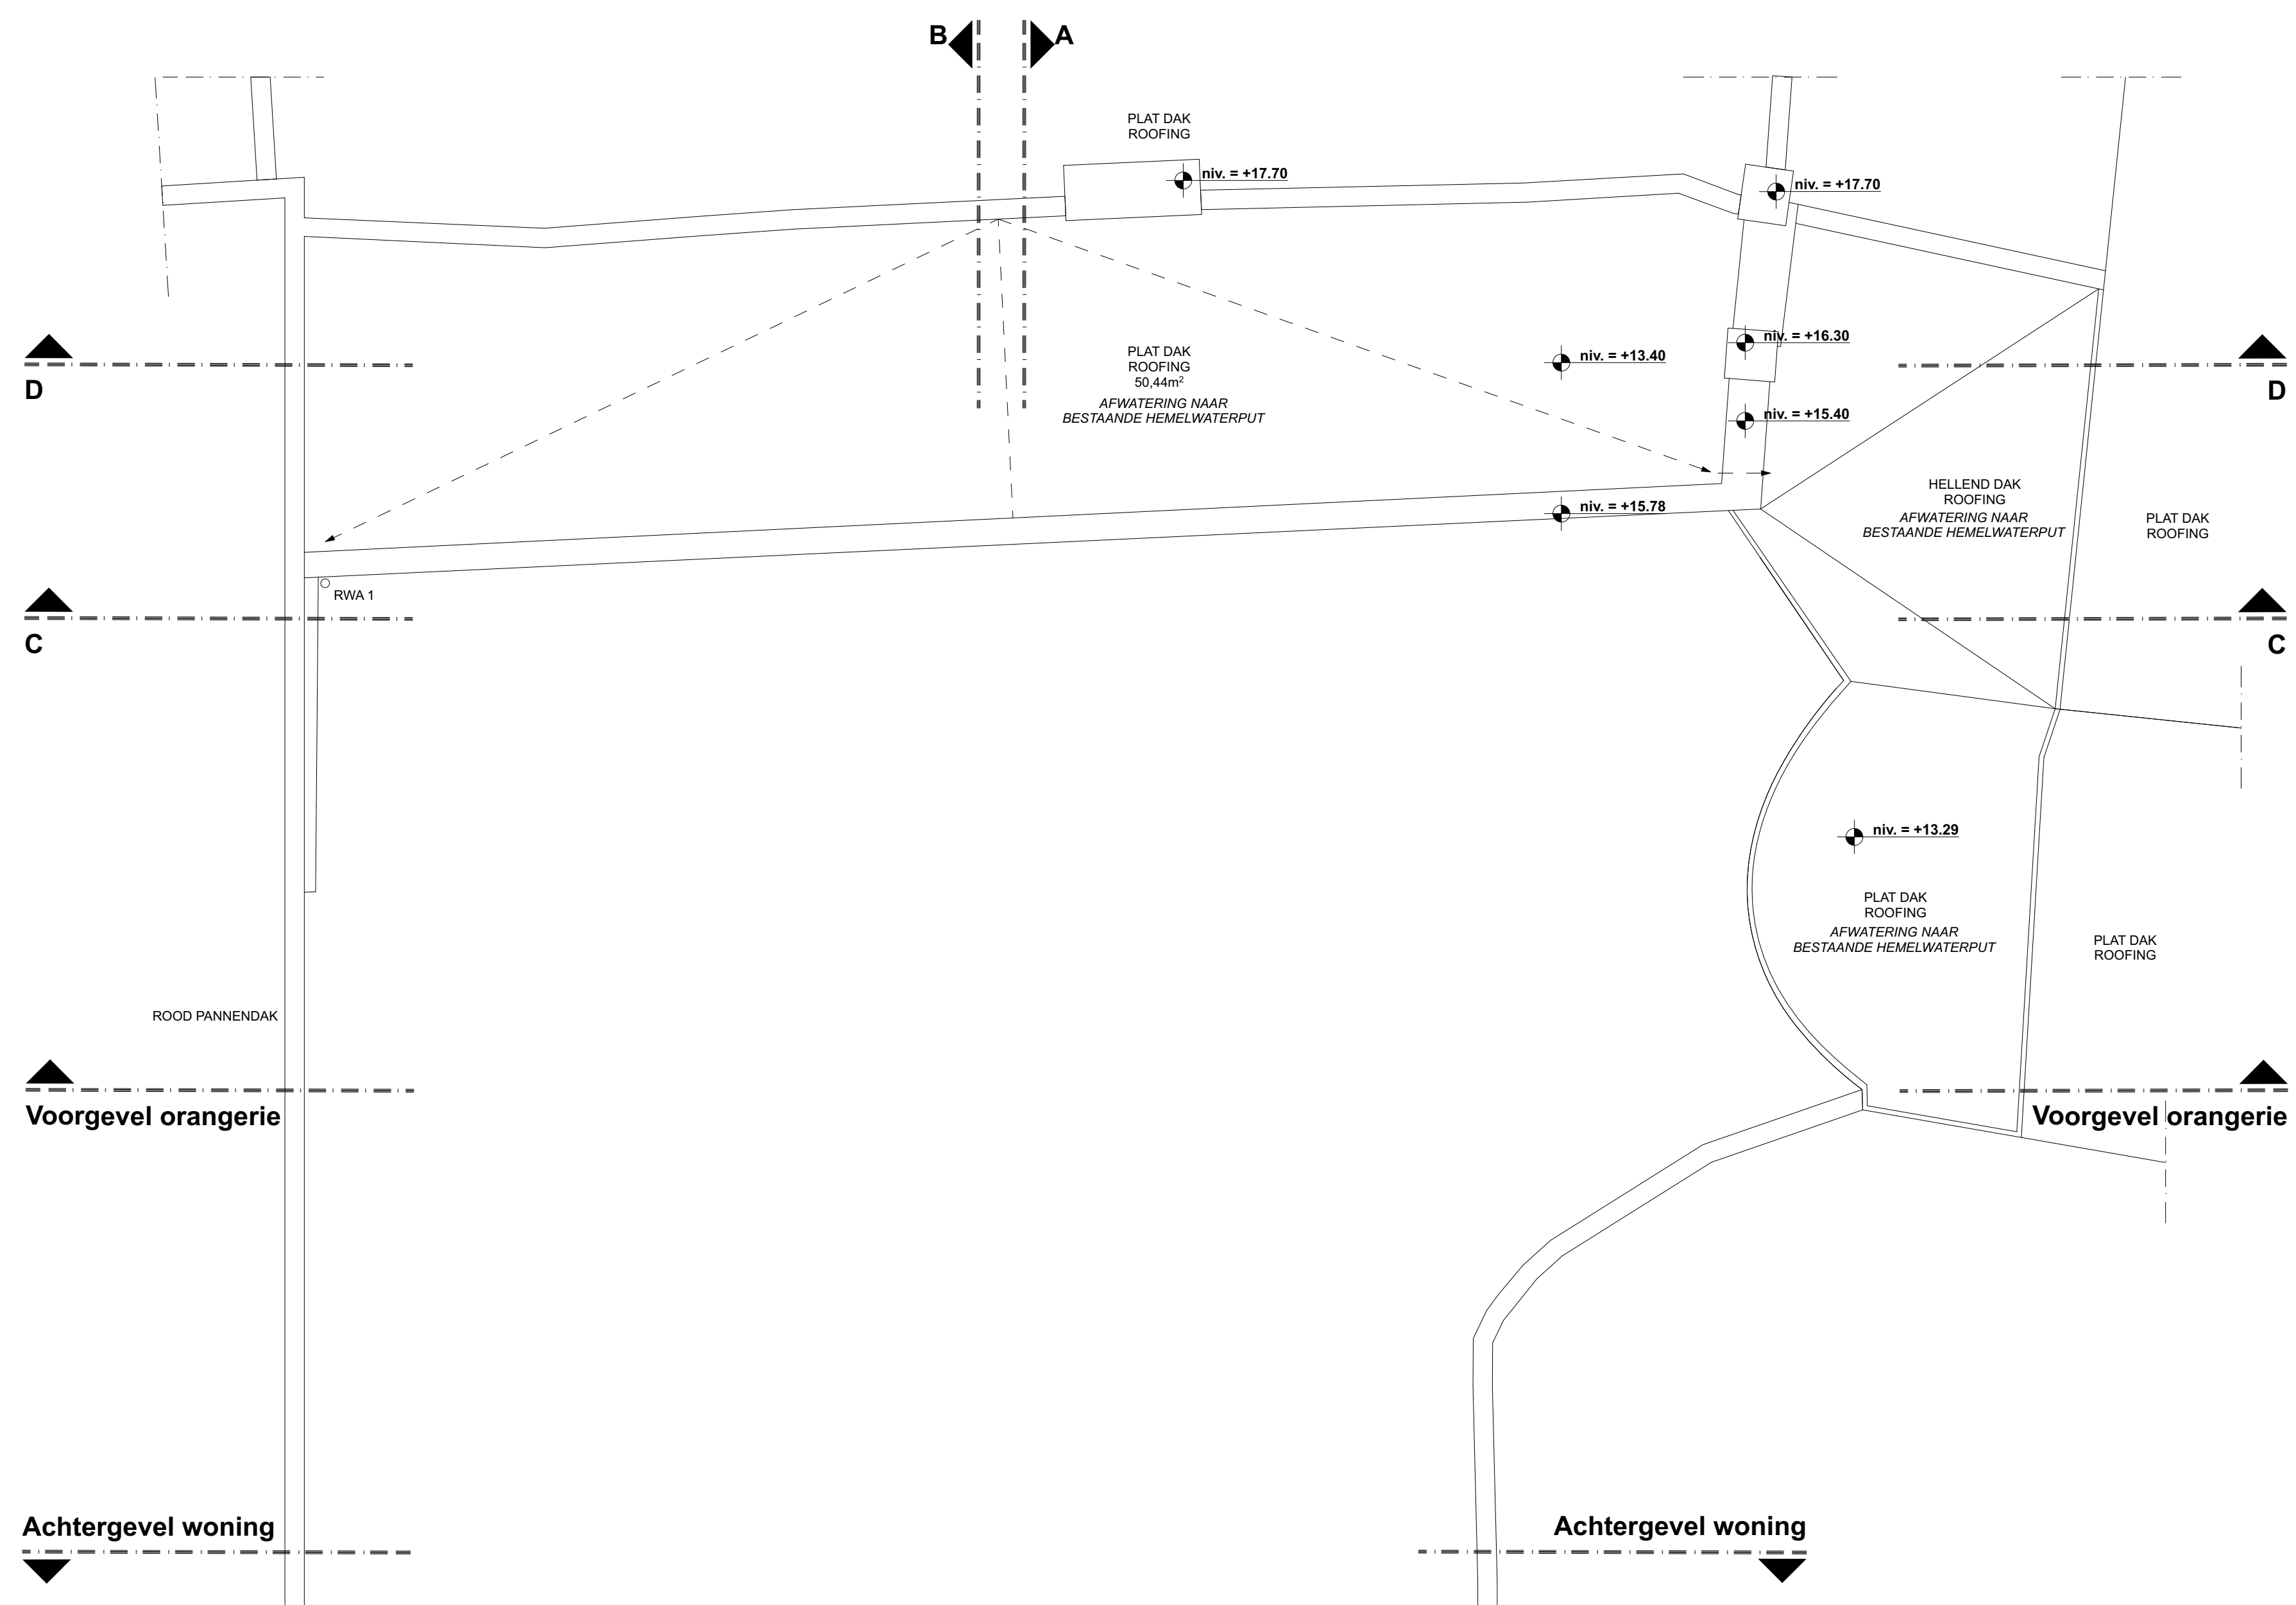 B
A
PLAT DAK
ROOFING
niv. = +17.70
niv. = +17.70
niv. = +16.30
PLAT DAK
ROOFING
50,44m²
AFWATERING NAAR
BESTAANDE HEMELWATERPUT
niv. = +13.40
D
D
niv. = +15.40
HELLEND DAK
ROOFING
AFWATERING NAAR
BESTAANDE HEMELWATERPUT
niv. = +15.78
PLAT DAK
ROOFING
RWA 1
C
C
niv. = +13.29
PLAT DAK
ROOFING
AFWATERING NAAR
BESTAANDE HEMELWATERPUT
PLAT DAK
ROOFING
ROOD PANNENDAK
Voorgevel orangerie
Voorgevel orangerie
Achtergevel woning
Achtergevel woning